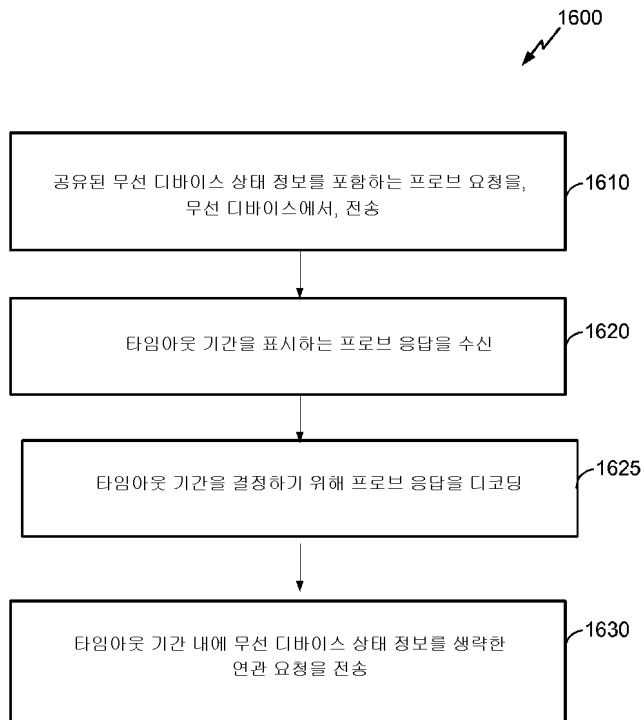 1600
공유된 무선 디바이스 상태 정보를 포함하는 프로브 요청을,
무선 디바이스에서, 전송
1610
타임아웃 기간을 표시하는 프로브 응답을 수신
1620
타임아웃 기간을 결정하기 위해 프로브 응답을 디코딩
1625
타임아웃 기간 내에 무선 디바이스 상태 정보를 생략한
연관 요청을 전송
1630